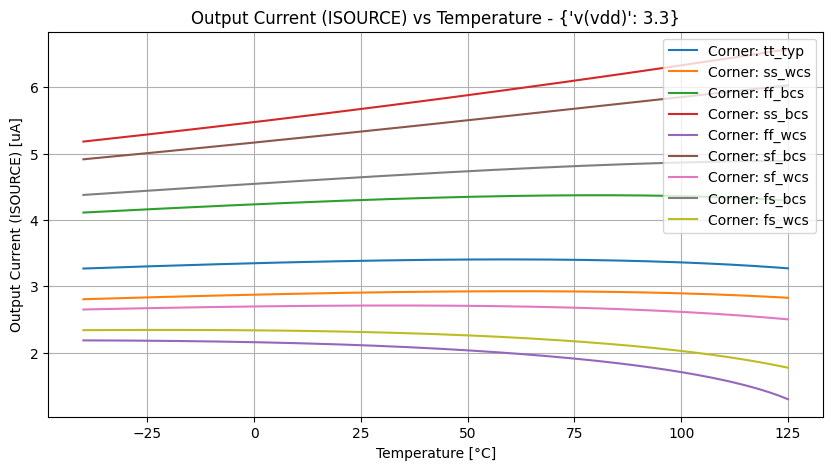 Output Current (ISOURCE) vs Temperature - {'v(vdd)': 3.3}
Output Current (ISOURCE) [uA]
6
5
4
3
2
Corner: tt_typ
Corner: ss_wcs
Corner: ff_bcs
Corner: ss_bcs
Corner: ff_wcs
Corner: sf_bcs
Corner: sf_wcs
Corner: fs_bcs
Corner: fs_wcs
−25
0
25
50
75
100
125
Temperature [°C]